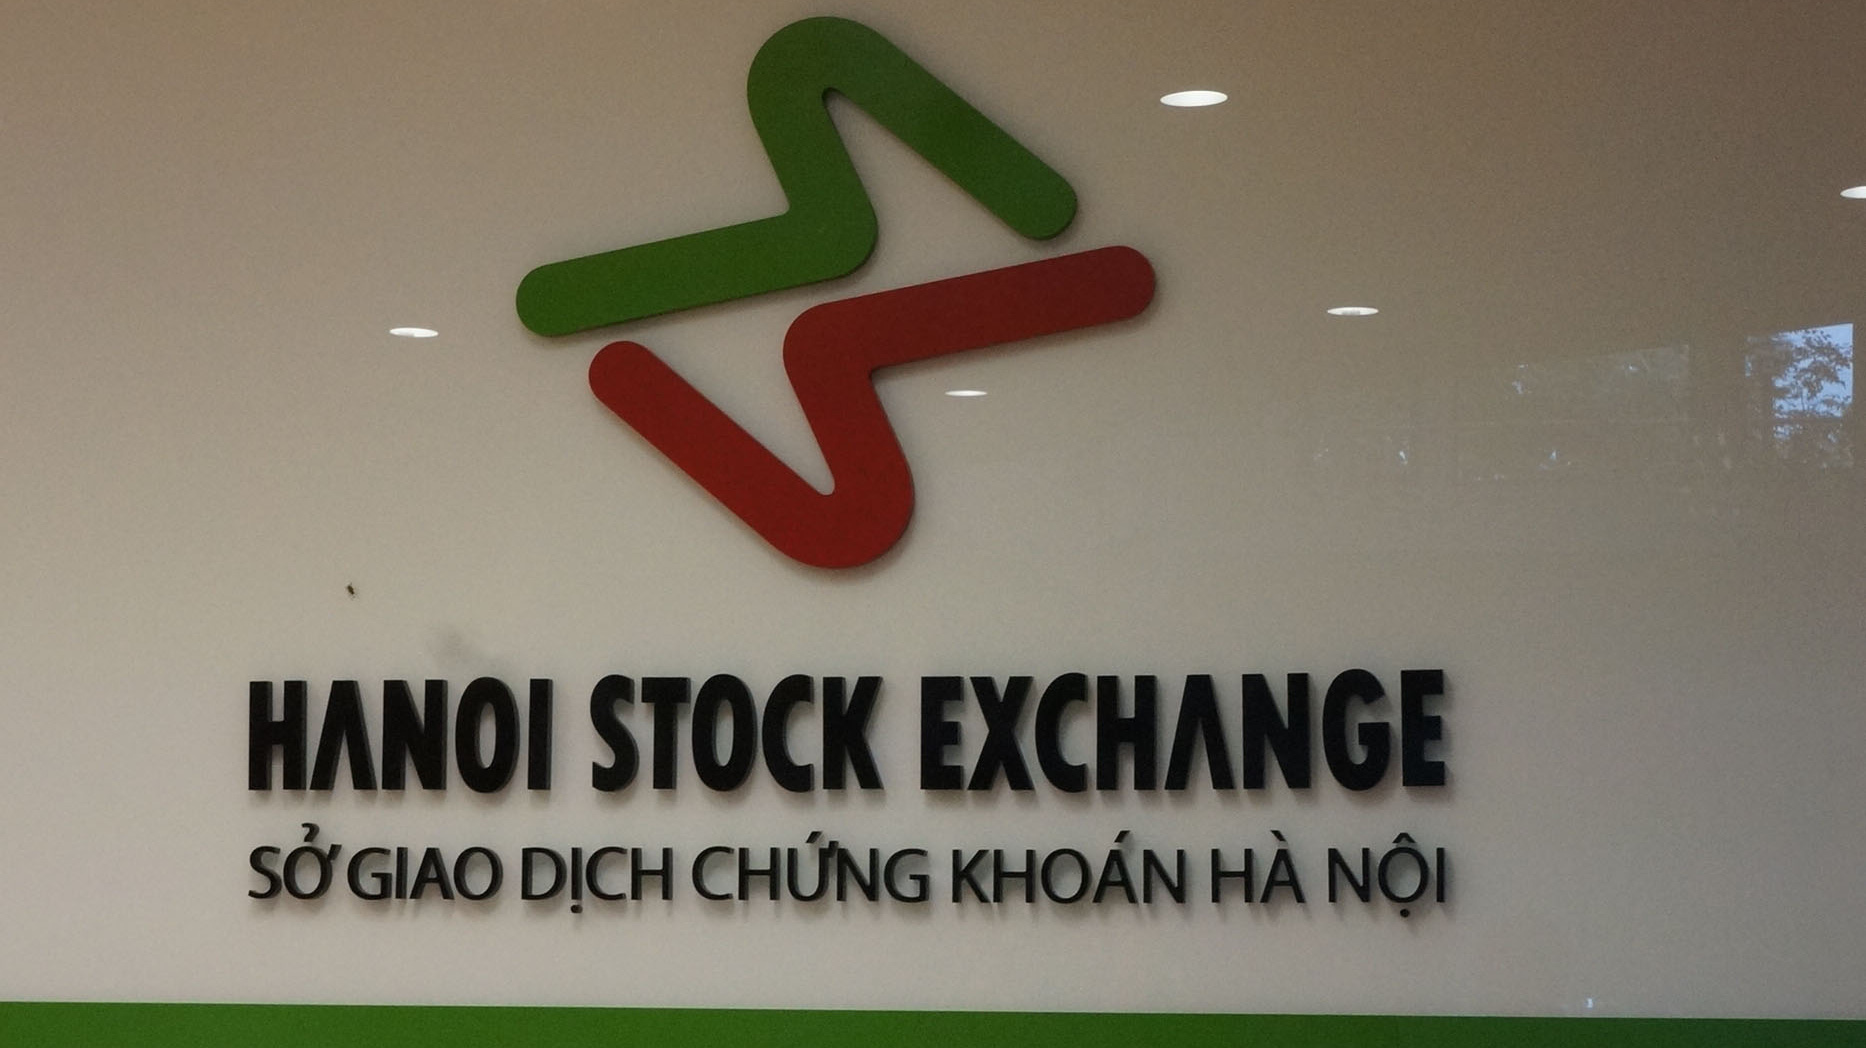 HANOI STOCK EXCHANGE
SỞ GIAO DỊCH CHỨNG KHOÁN HÀ NỘI